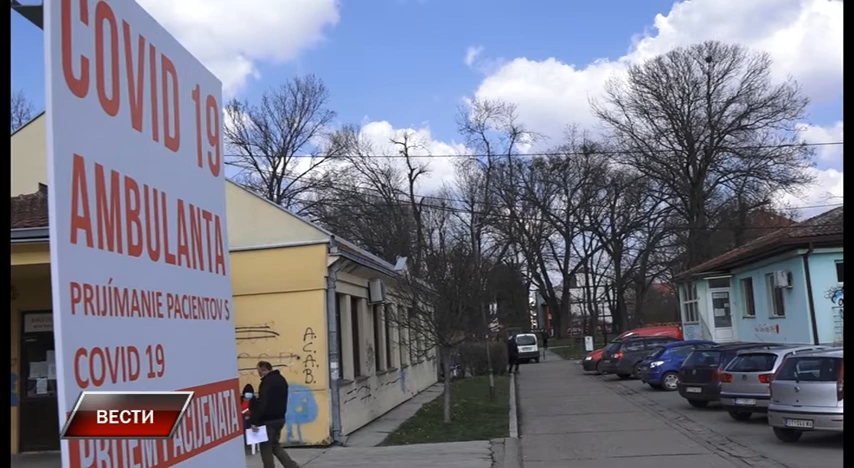 COVID 19
AMBULANTA
PRIJÍMANIE PACIENTOV S
COVID 19
PRIJEM PACIJENATA
ВЕСТИ
A.C.A.B.